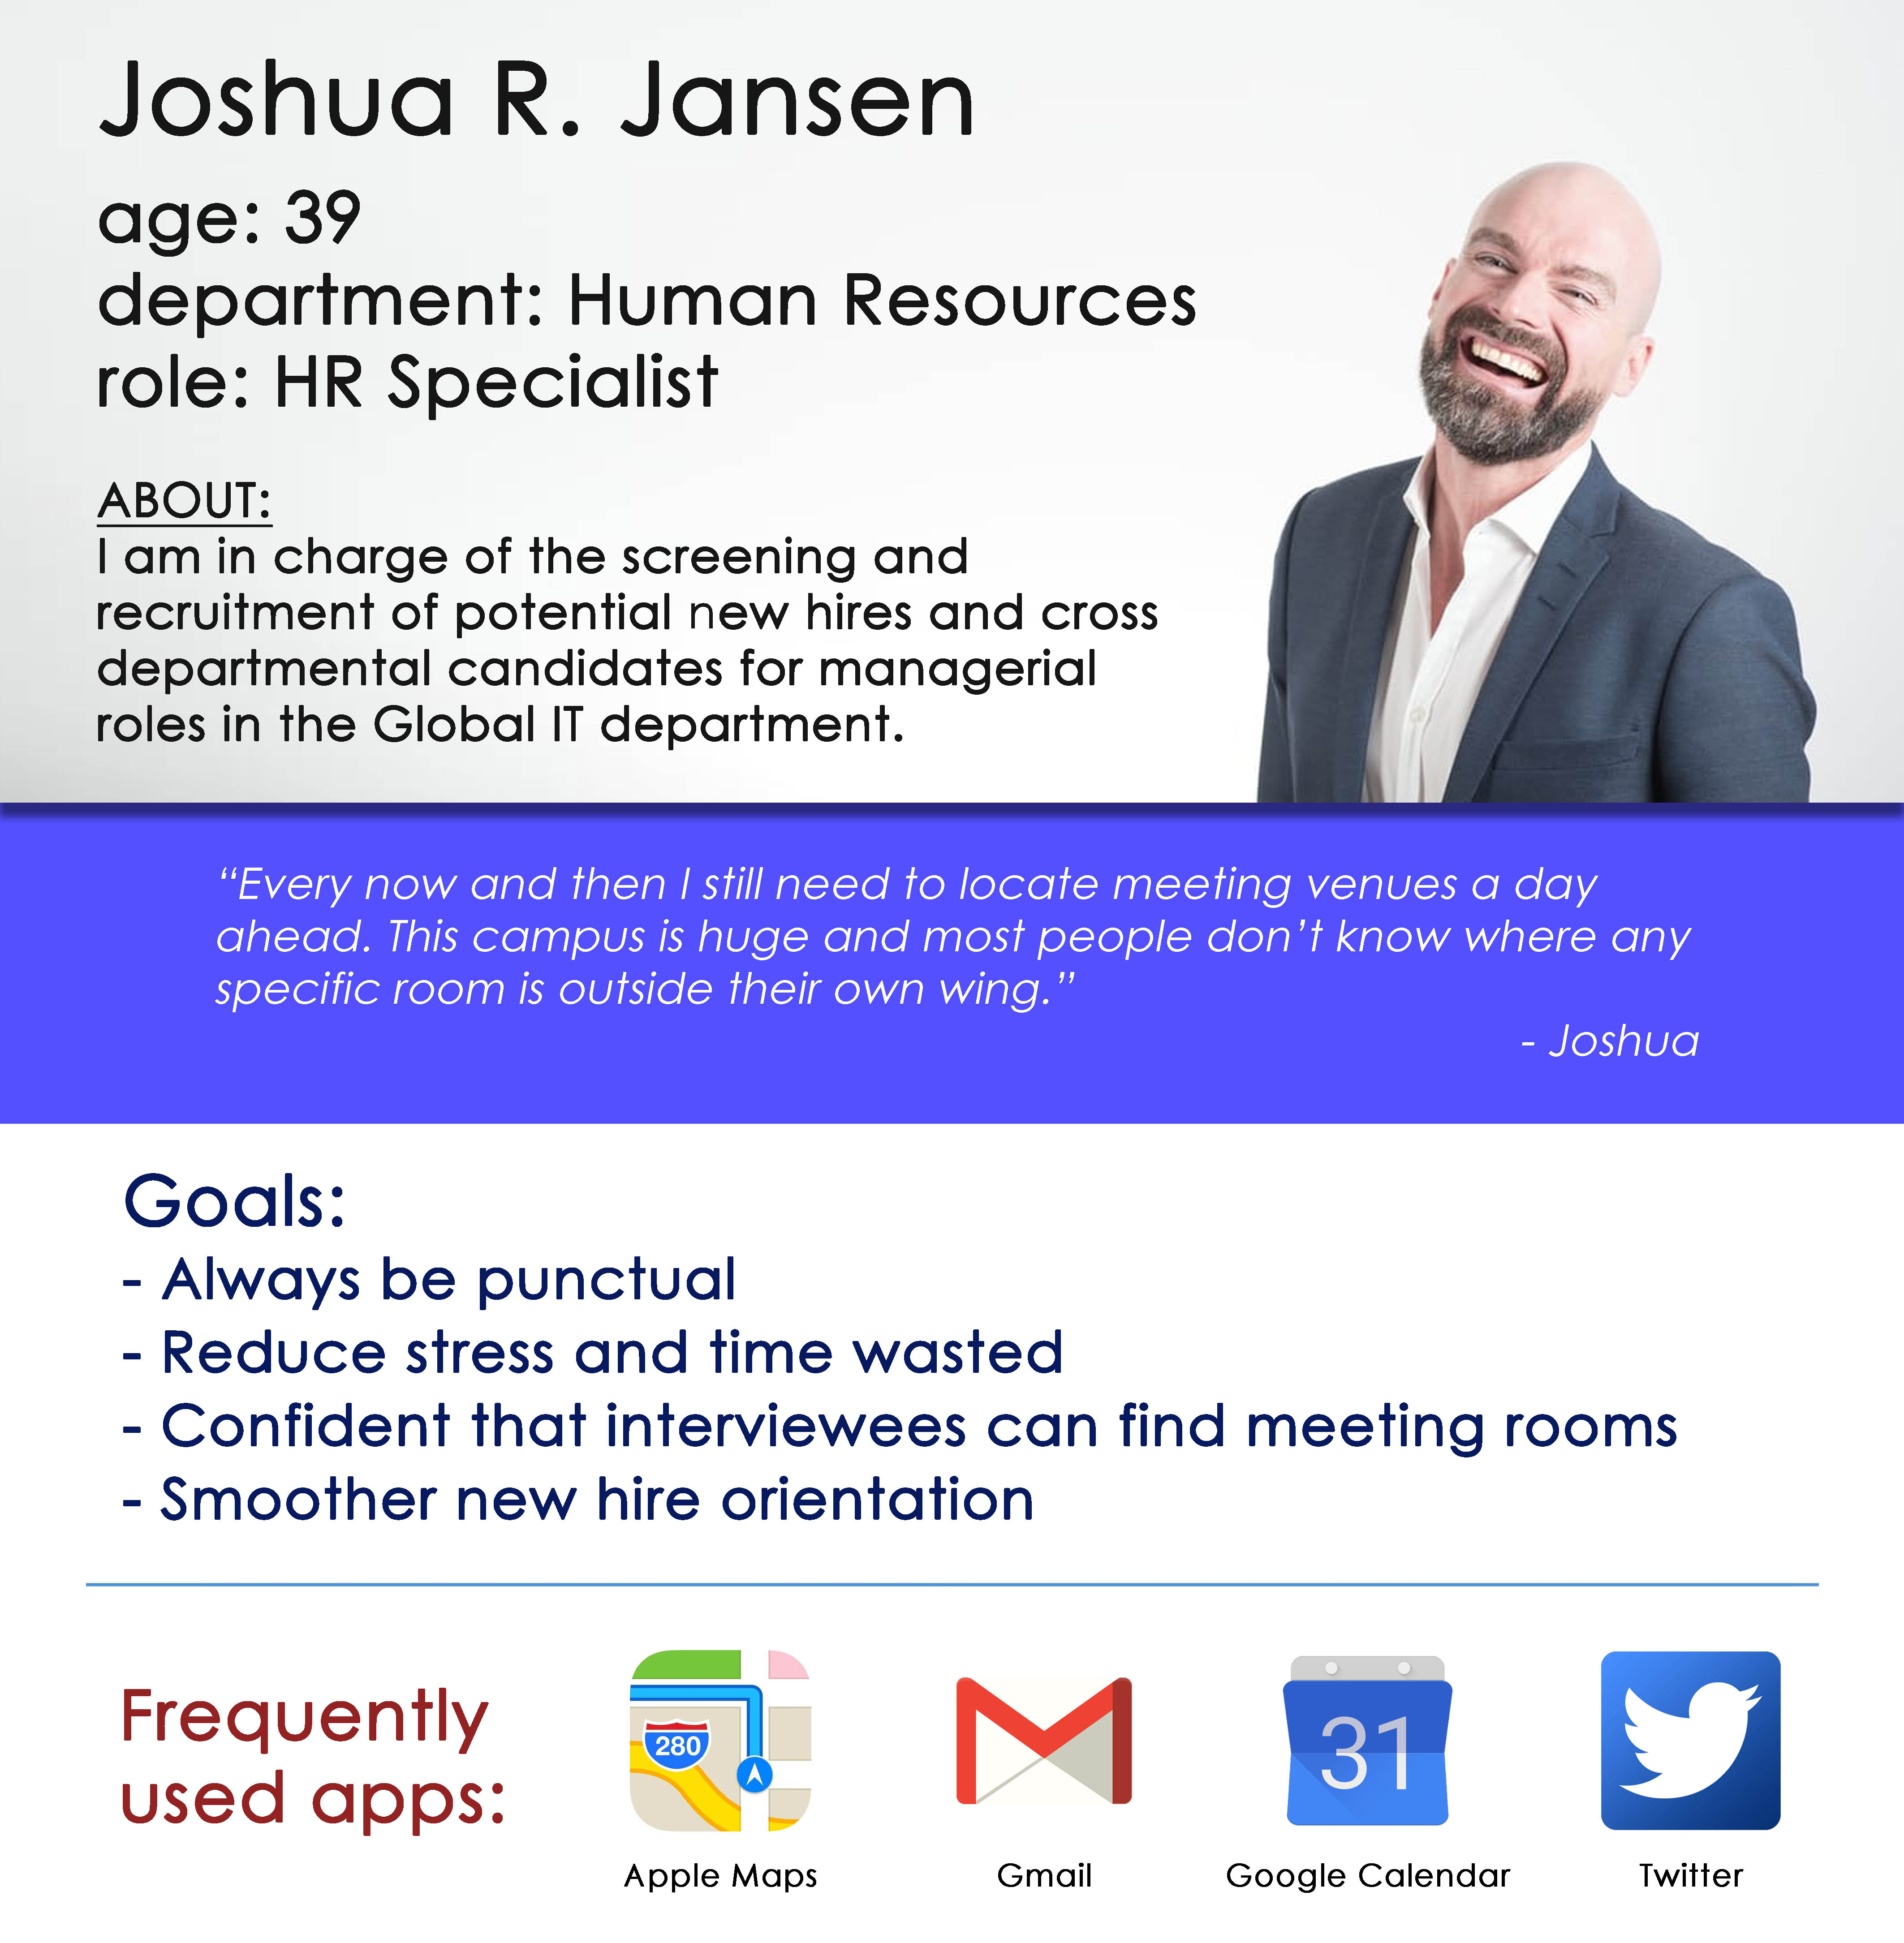 Joshua R. Jansen
age: 39
department: Human Resources
role: HR Specialist
ABOUT:
I am in charge of the screening and
recruitment of potential new hires and cross
departmental candidates for managerial
roles in the Global IT department.
“Every now and then I still need to locate meeting venues a day
ahead. This campus is huge and most people don’t know where any
specific room is outside their own wing.”
- Joshua
Goals:
- Always be punctual
- Reduce stress and time wasted
- Confident that interviewees can find meeting rooms
- Smoother new hire orientation
Frequently
used apps:
280
31
Apple Maps
Gmail
Google Calendar
Twitter